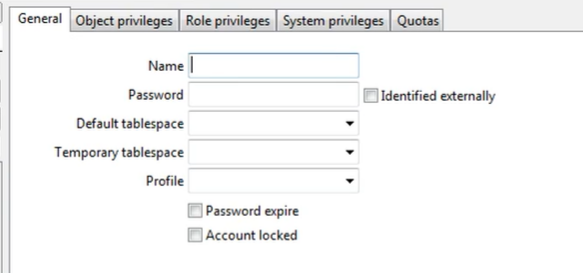 General Object privileges Role privileges System privileges Quotas
Name
Password Identified externally
Default tablespace
Temporary tablespace
Profile
Password expire
Account locked